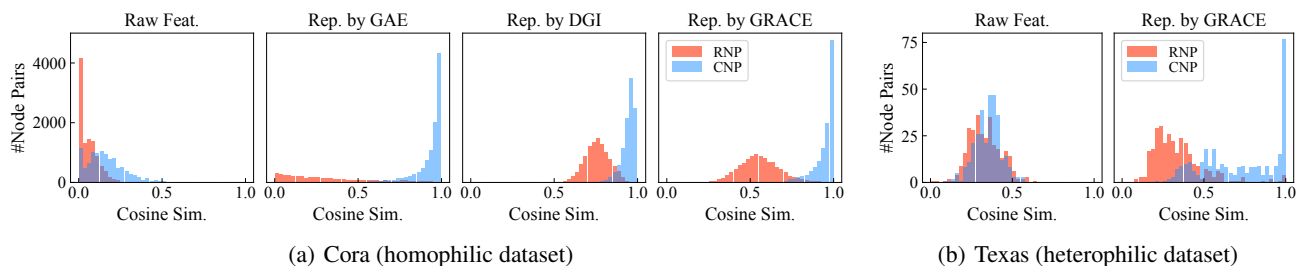 Raw Feat.
Rep. by GAE
Rep. by DGI
Rep. by GRACE
Raw Feat.
Rep. by GRACE
#Node Pairs
4000
2000
0
RNP
CNP
#Node Pairs
75
50
25
0
RNP
CNP
0.0 0.5 1.0
0.0 0.5 1.0
0.0 0.5 1.0
0.0 0.5 1.0
0.0 0.5 1.0
0.0 0.5 1.0
Cosine Sim.
Cosine Sim.
Cosine Sim.
Cosine Sim.
Cosine Sim.
Cosine Sim.
(a) Cora (homophilic dataset)
(b) Texas (heterophilic dataset)